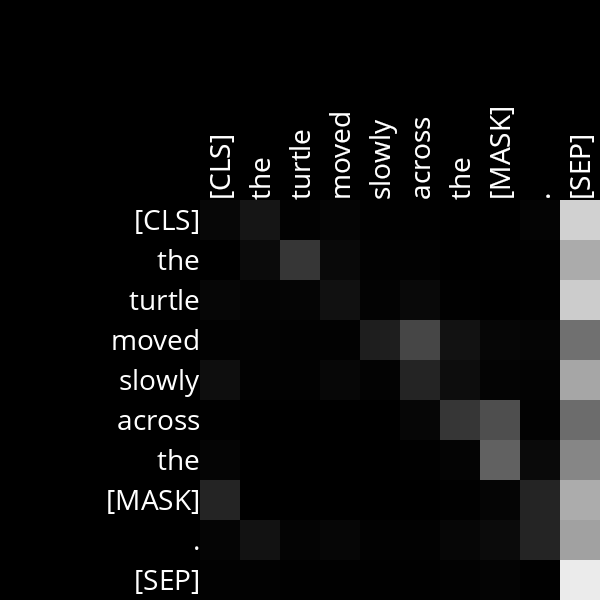 [CLS] the turtle moved slowly across the [MASK] . [SEP]
[CLS]
the
turtle
moved
slowly
across
the
[MASK]
.
[SEP]